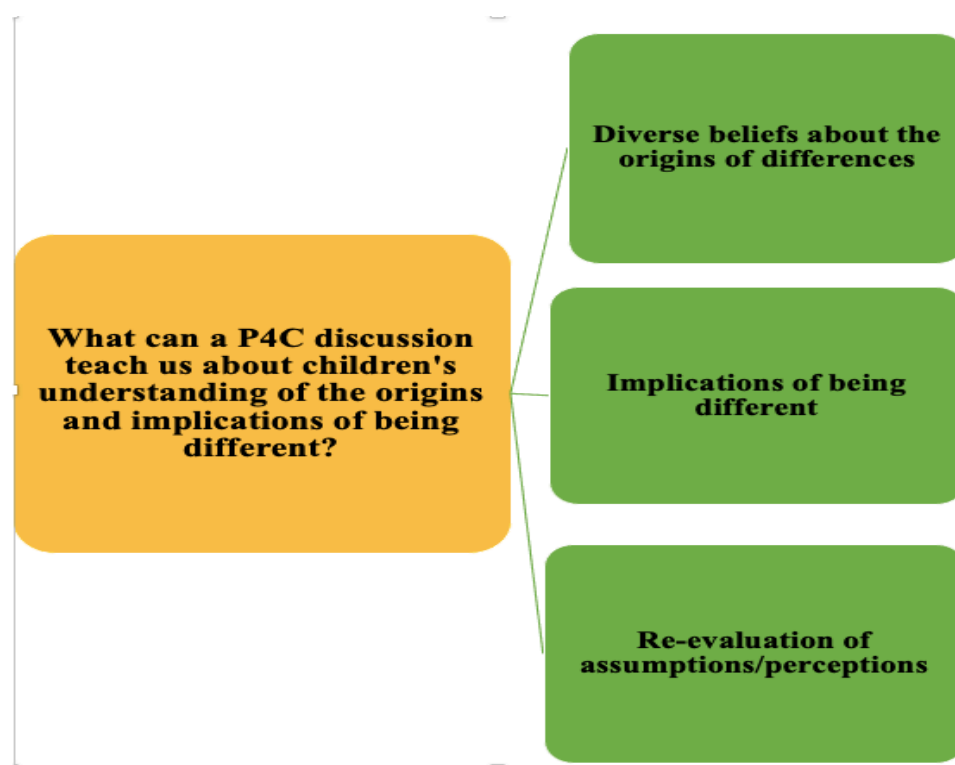 What can a P4C discussion
teach us about children's
understanding of the origins
and implications of being
different?
Diverse beliefs about the
origins of differences
Implications of being
different
Re-evaluation of
assumptions/perceptions